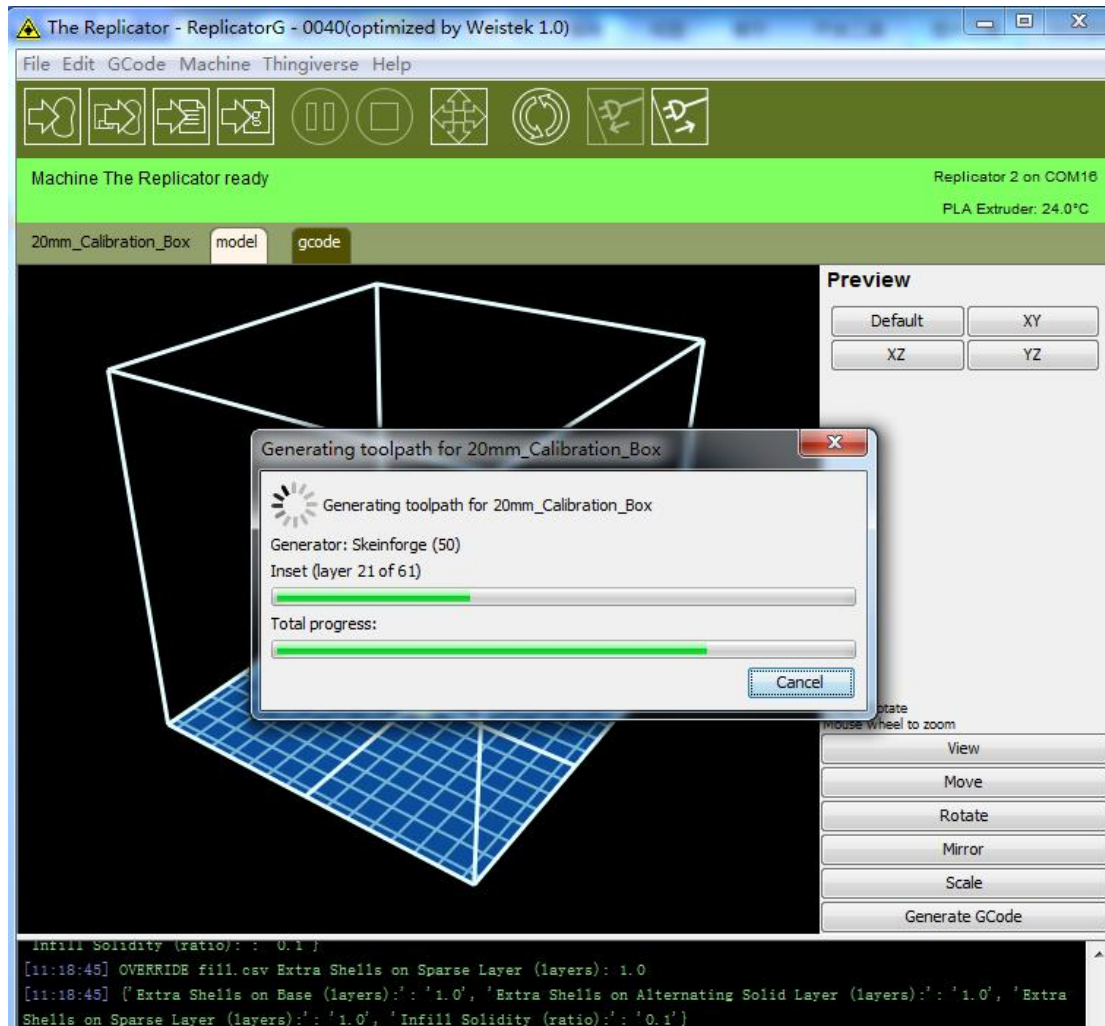 The Replicator - ReplicatorG - 0040(optimized by Weistek 1.0)
File Edit GCode Machine Thingiverse Help
Machine The Replicator ready
Replicator 2 on COM16
PLA Extruder: 24.0°C
20mm_Calibration_Box model gcode
Preview
Default XY
XZ YZ
Generating toolpath for 20mm_Calibration_Box
Generating toolpath for 20mm_Calibration_Box
Generator: Skeinforge (50)
Inset (layer 21 of 61)
Total progress:
Cancel
Mouse Wheel to zoom
View
Move
Rotate
Mirror
Scale
Generate GCode
Infill Solidity (ratio): : 0.1 }
[11:18:45] OVERRIDE fill.csv Extra Shells on Sparse Layer (layers): 1.0
[11:18:45] {'Extra Shells on Base (layers):': '1.0', 'Extra Shells on Alternating Solid Layer (layers):': '1.0', 'Extra
Shells on Sparse Layer (layers):': '1.0', 'Infill Solidity (ratio):': '0.1'}